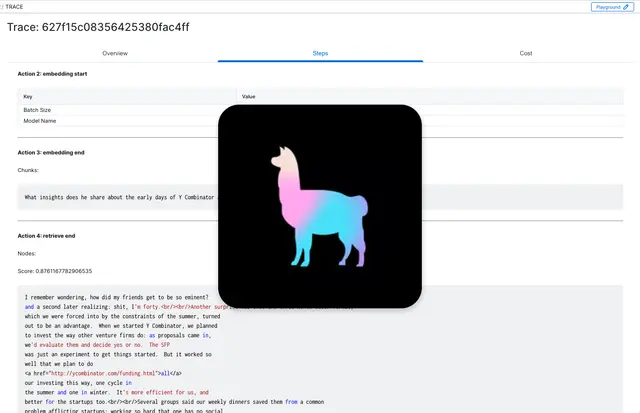 TRACE
Playground
Trace: 627f15c08356425380fac4ff
Overview
Steps
Cost
Action 2: embedding start
Key
Value
Batch Size
Model Name
Action 3: embedding end
Chunks:
What insights does he share about the early days of Y Combinator
Action 4: retrieve end
Nodes:
Score: 0.8761167782906535
I remember wondering, how did my friends get to be so eminent?
and a second later realizing: shit, I'm forty.<br/><br/>Another
which we were forced into by the constraints of the summer, turned
out to be an advantage. When we started Y Combinator, we planned
to invest the way other venture firms do: as proposals came in,
we'd evaluate them and decide yes or no. The SFP
was just an experiment to get things started. But it worked so
well that we plan to do
<a href="http://ycombinator.com/funding.html">all</a>
our investing this way, one cycle in
the summer and one in winter. It's more efficient for us, and
better for the startups too.<br/><br/>Several groups said our weekly dinners saved them from a common
problem afflicting startups: working so hard that one has no social